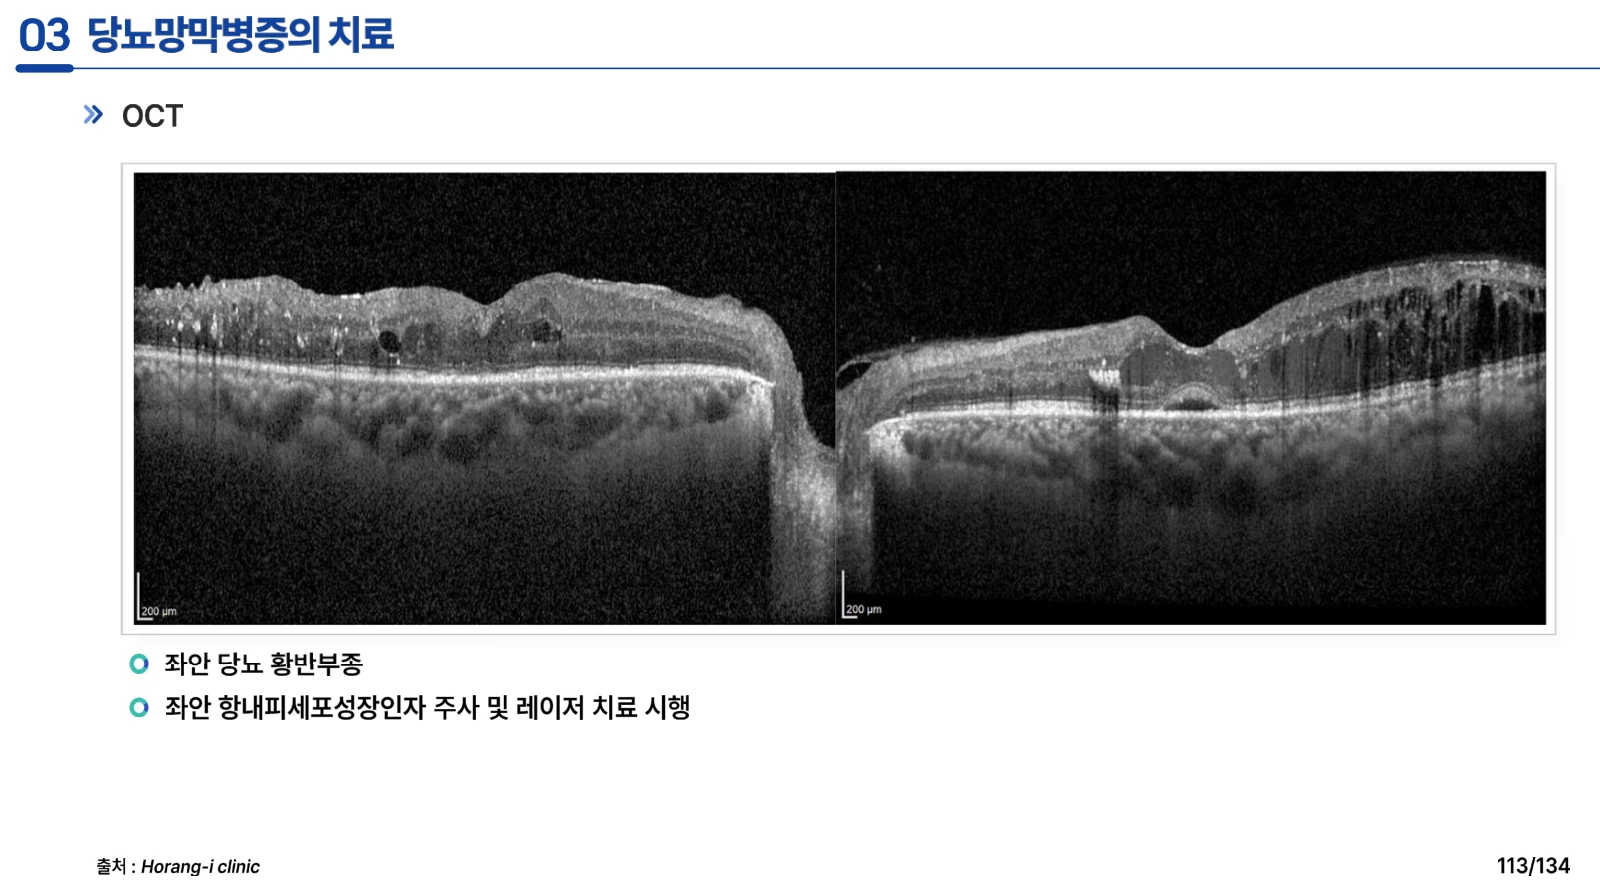 03 당뇨망막병증의 치료
OCT
200 µm
200 µm
좌안 당뇨 황반부종
좌안 항내피세포성장인자 주사 및 레이저 치료 시행
출처 : Horang-i clinic
113/134